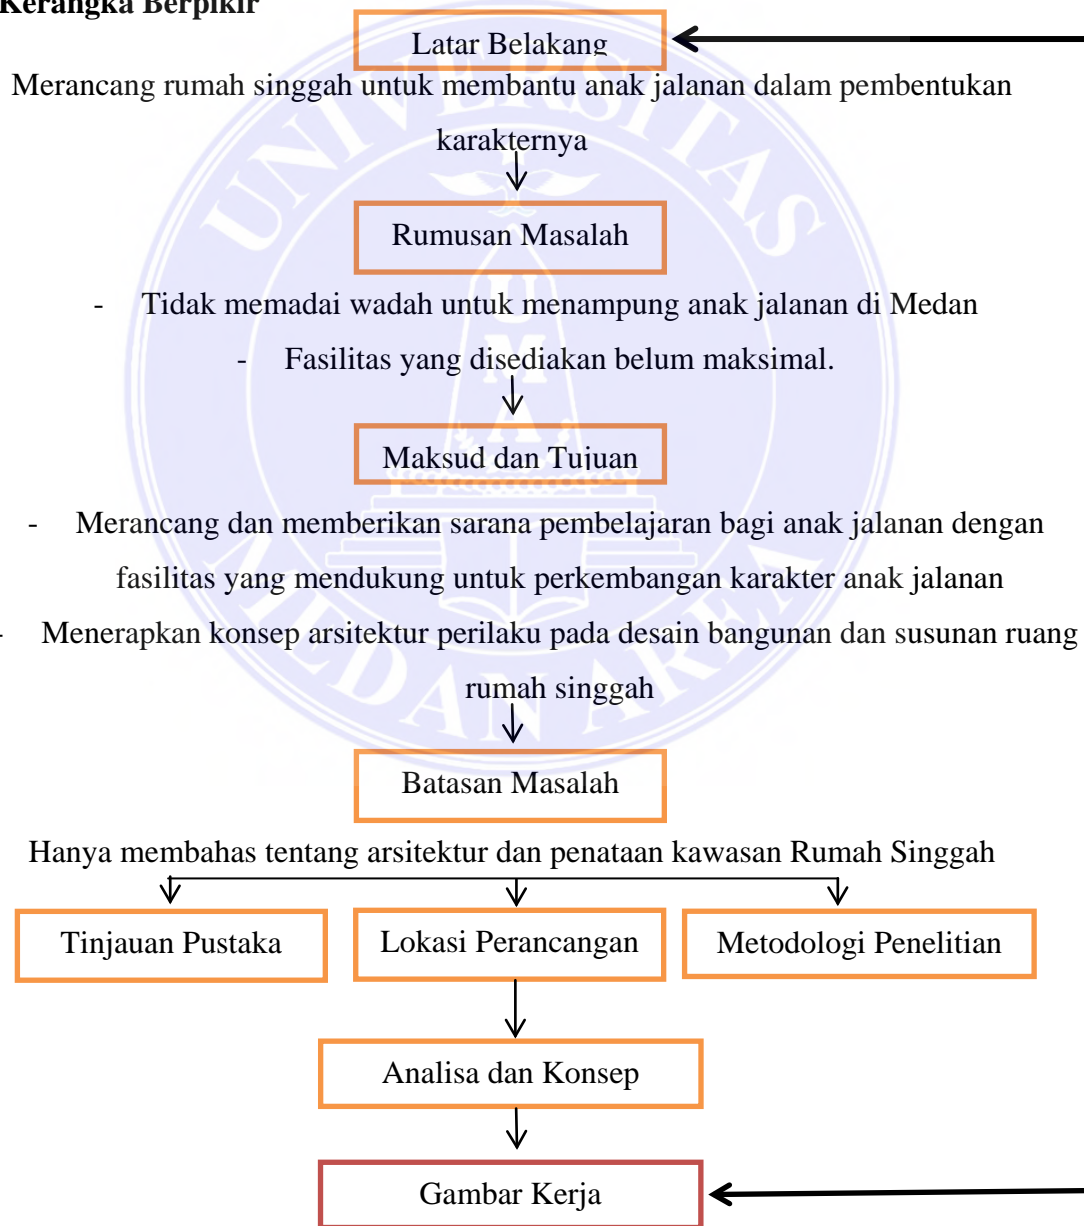 Kerangka Berpikir
Latar Belakang
Merancang rumah singgah untuk membantu anak jalanan dalam pembentukan
karakternya
Rumusan Masalah
- Tidak memadai wadah untuk menampung anak jalanan di Medan
- Fasilitas yang disediakan belum maksimal.
Maksud dan Tujuan
- Merancang dan memberikan sarana pembelajaran bagi anak jalanan dengan
fasilitas yang mendukung untuk perkembangan karakter anak jalanan
- Menerapkan konsep arsitektur perilaku pada desain bangunan dan susunan ruang
rumah singgah
Batasan Masalah
Hanya membahas tentang arsitektur dan penataan kawasan Rumah Singgah
Tinjauan Pustaka
Lokasi Perancangan
Metodologi Penelitian
Analisa dan Konsep
Gambar Kerja
UNIVERSITAS
MEDAN AREA
U
M
A